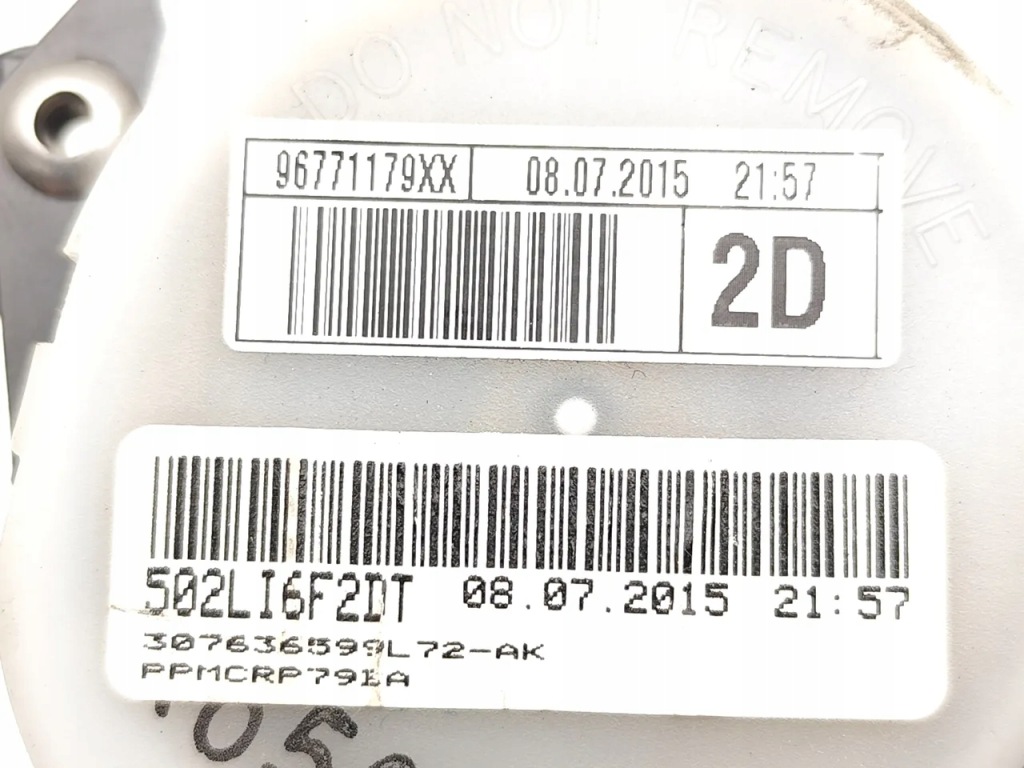 DO NOT REMOVE
96771179XX 08.07.2015 21:57
2D
502LI6F2DT 08.07.2015 21:57
307636599L72-AK